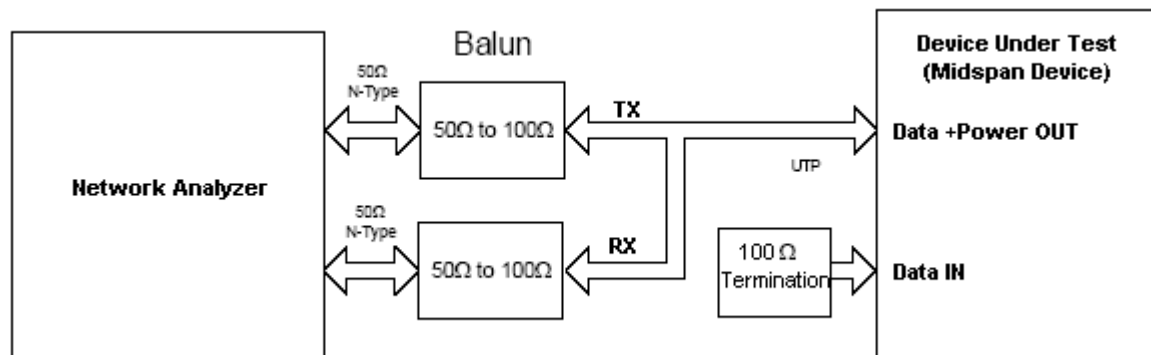 Balun
Device Under Test
(Midspan Device)
50Ω
N-Type
TX
50Ω to 100Ω
Data +Power OUT
UTP
Network Analyzer
50Ω
N-Type
RX
50Ω to 100Ω
100 Ω
Termination
Data IN